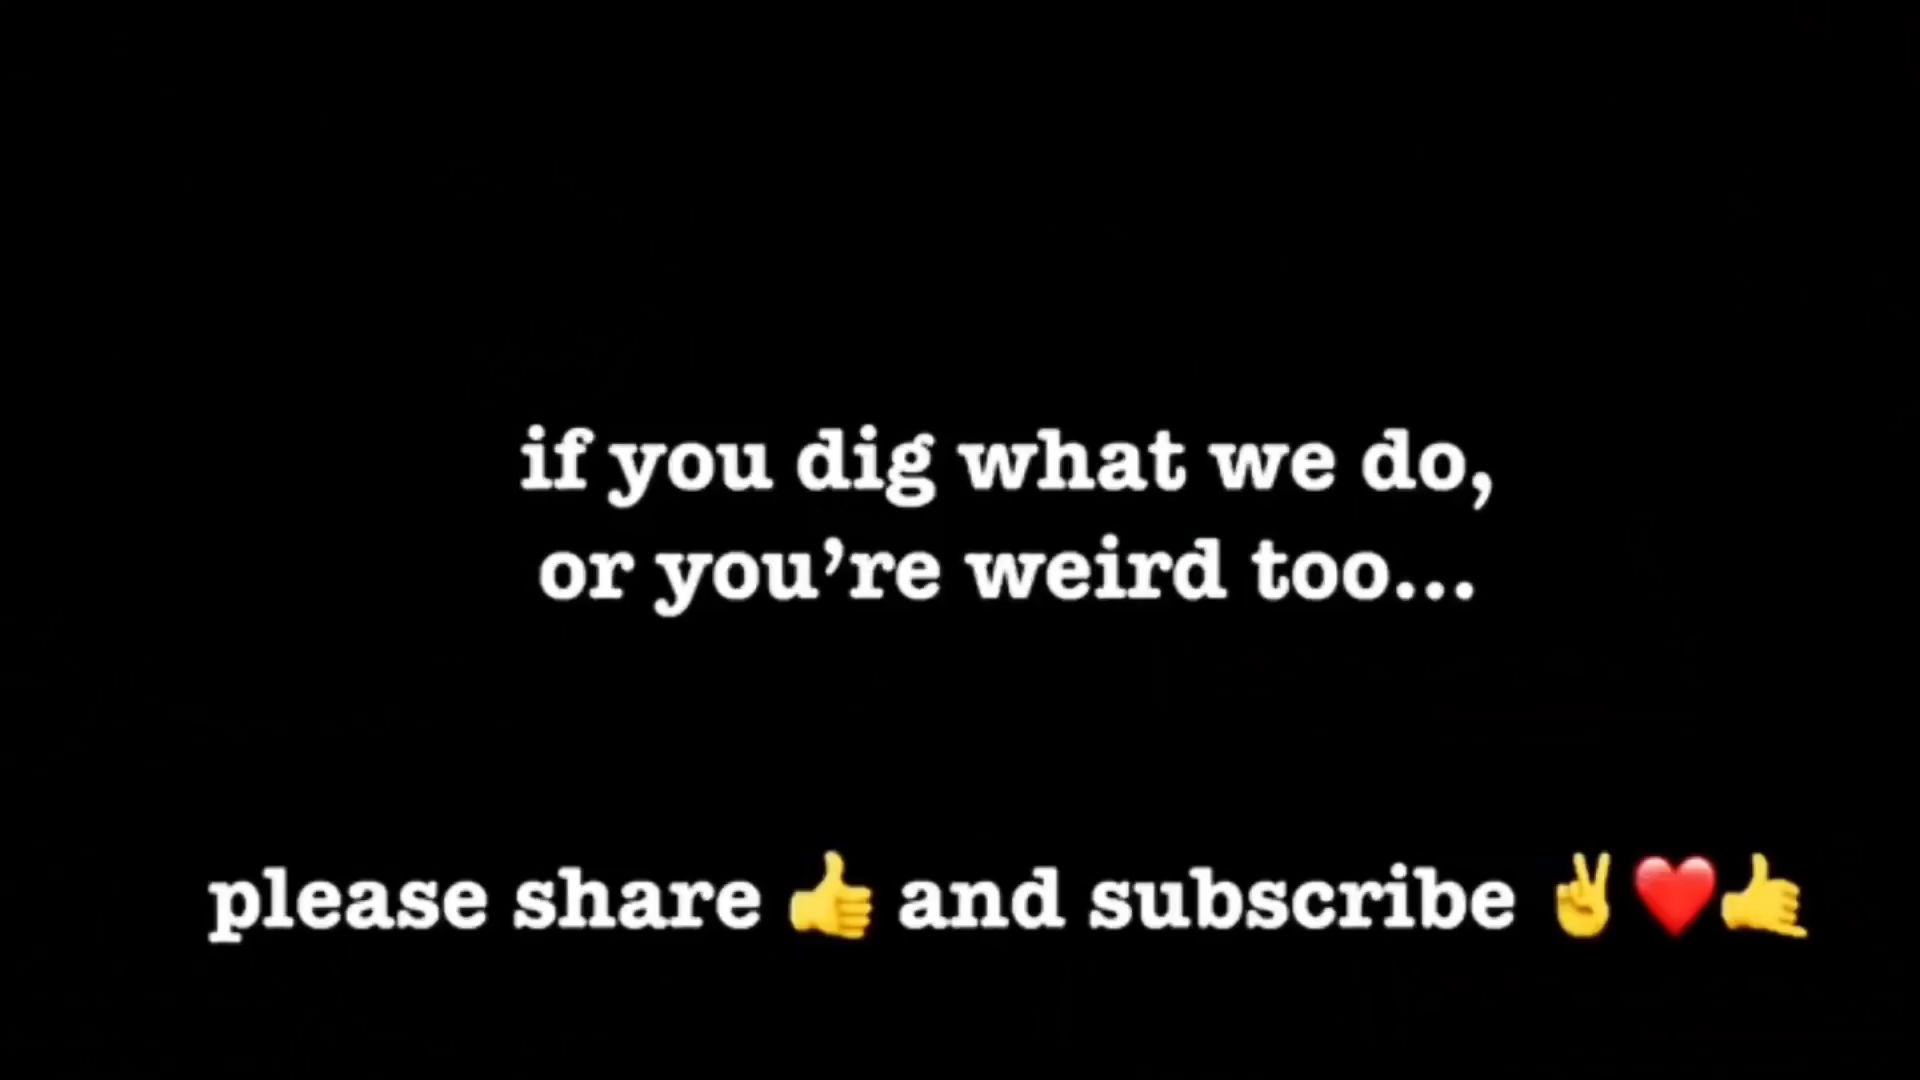 if you dig what we do,
or you’re weird too...
please share 👍 and subscribe ✌️❤️🤙